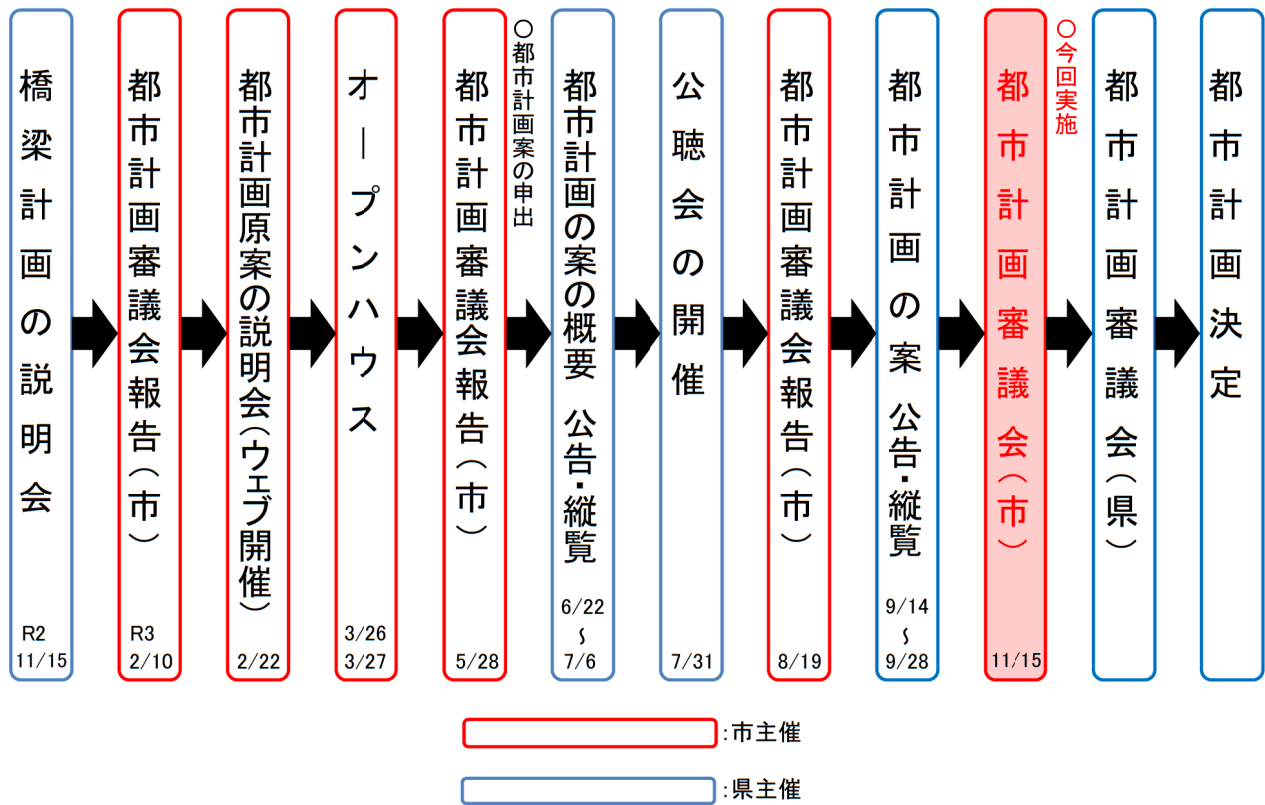 橋梁計画の説明会
R2
11/15
都市計画審議会報告(市)
R3
2/10
都市計画原案の説明会(ウェブ開催)
2/22
オープンハウス
3/26
3/27
都市計画審議会報告(市)
5/28
○都市計画案の申出
都市計画の案の概要 公告・縦覧
6/22
~
7/6
公聴会の開催
7/31
都市計画審議会報告(市)
8/19
都市計画の案 公告・縦覧
9/14
~
9/28
都市計画審議会(市)
11/15
○今回実施
都市計画審議会(県)
都市計画決定
:市主催
:県主催